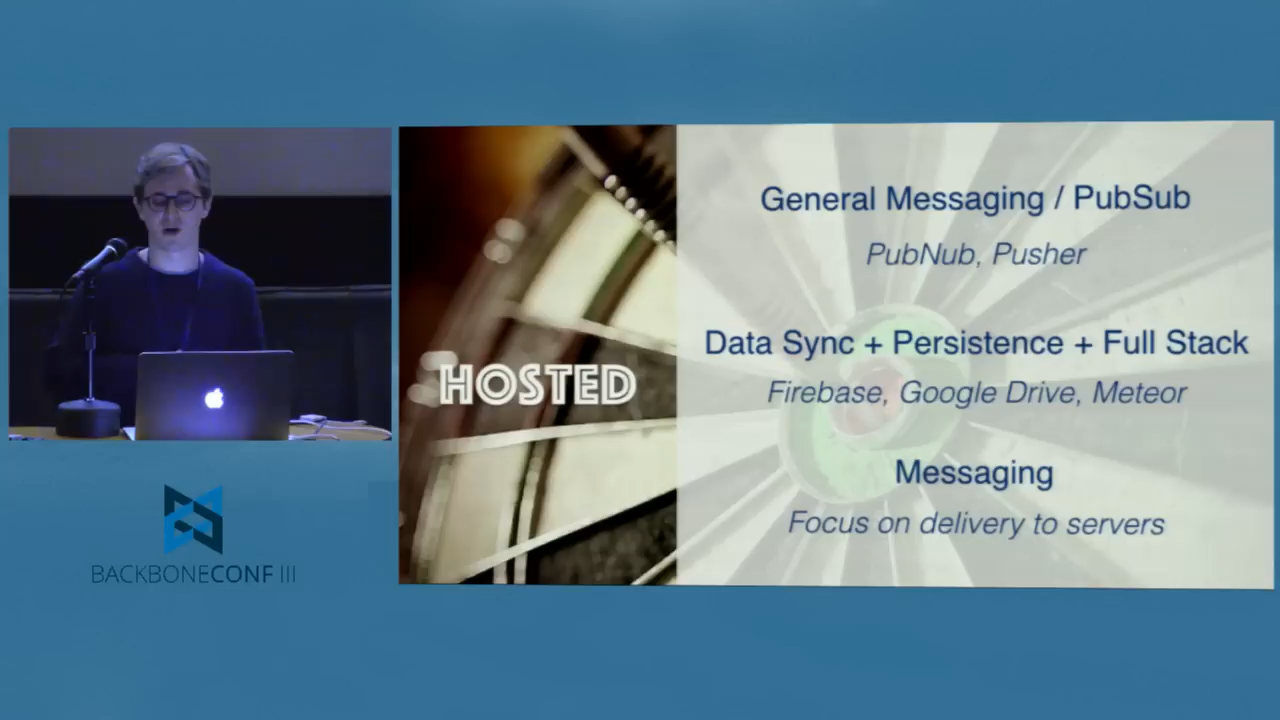 General Messaging / PubSub
PubNub, Pusher
Data Sync + Persistence + Full Stack
Firebase, Google Drive, Meteor
HOSTED
Messaging
Focus on delivery to servers
BACKBONECONF III